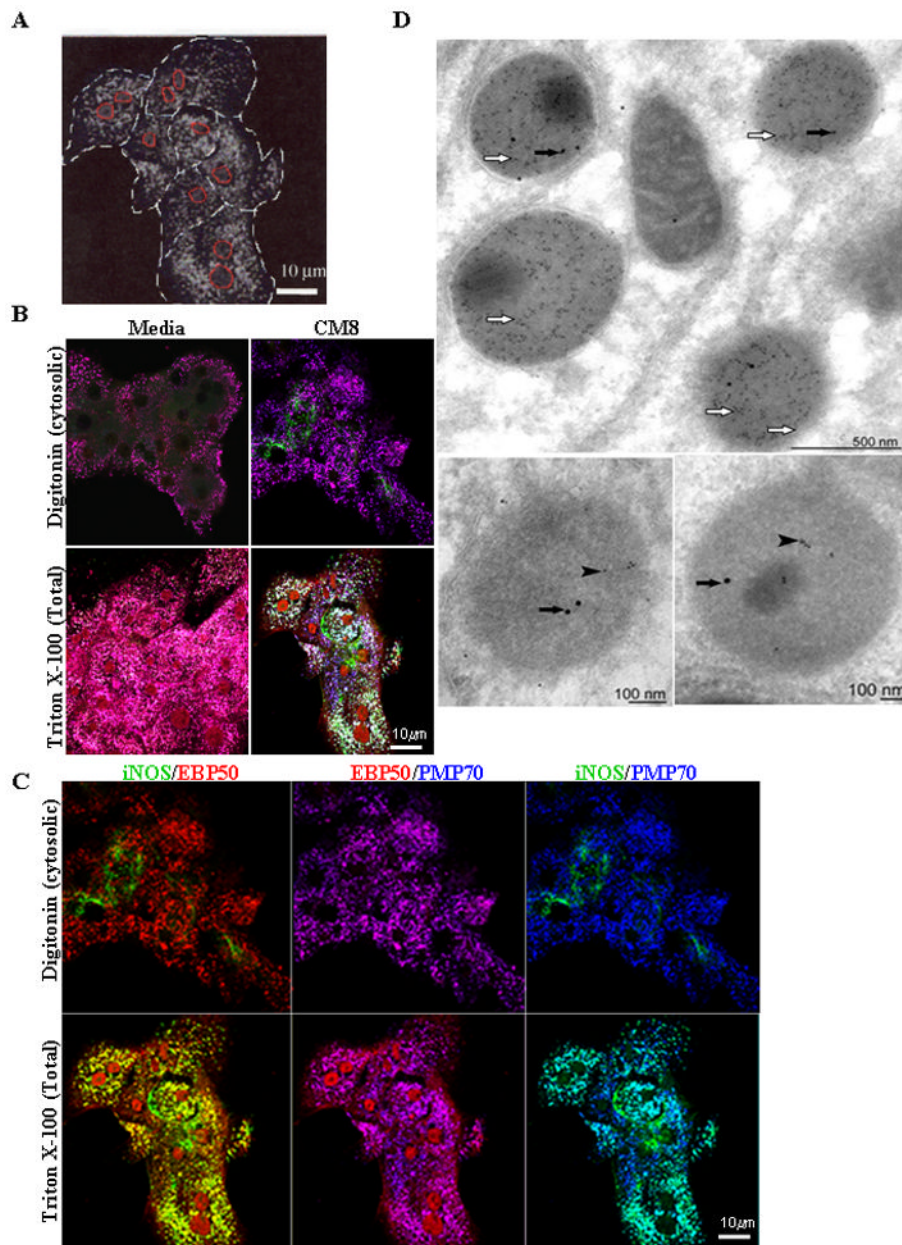 A
D
10 µm
B
Media
CM8
Digitonin (cytosolic)
Triton X-100 (Total)
10µm
500 nm
100 nm
100 nm
C
iNOS/EBP50
EBP50/PMP70
iNOS/PMP70
Digitonin (cytosolic)
Triton X-100 (Total)
10µm